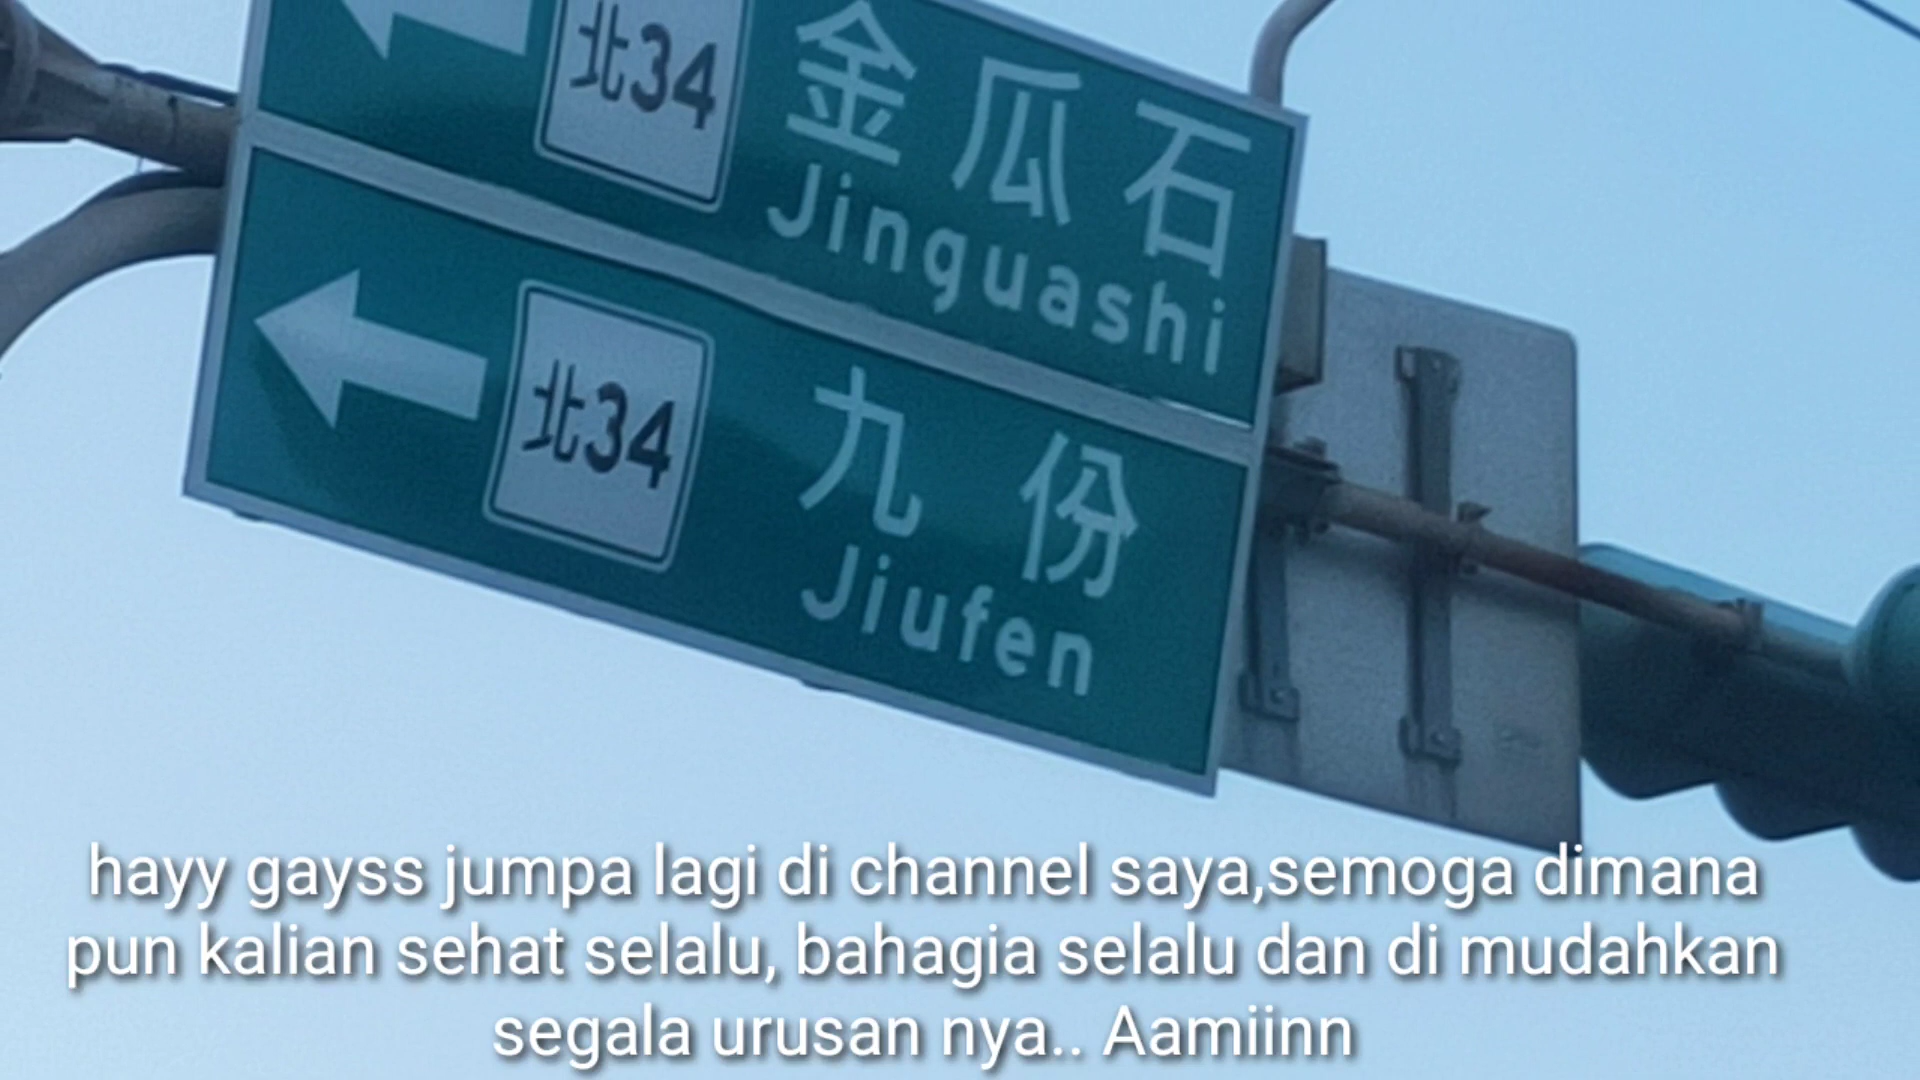 北34 金瓜石
Jinguashi
北34 九份
Jiufen
hayy gayss jumpa lagi di channel saya,semoga dimana
pun kalian sehat selalu, bahagia selalu dan di mudahkan
segala urusan nya.. Aamiinn